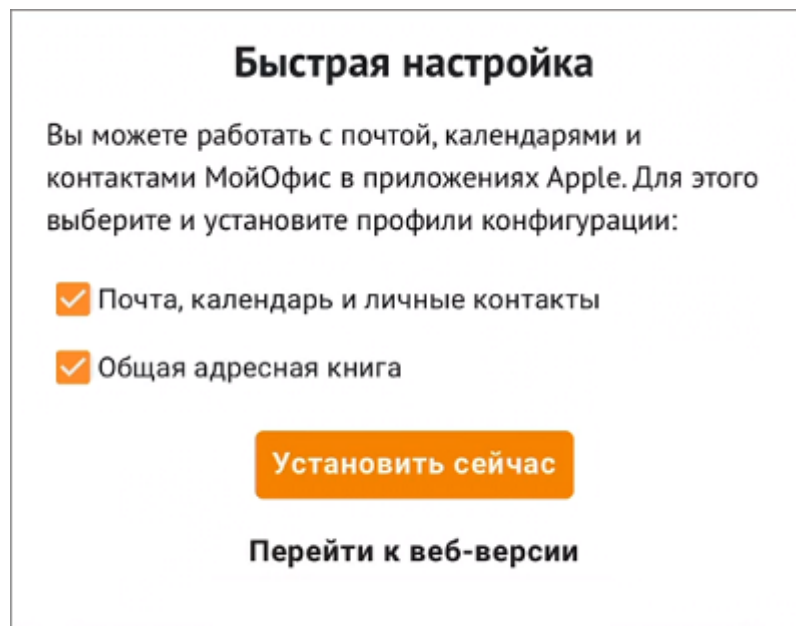 Быстрая настройка
Вы можете работать с почтой, календарями и
контактами МойОфис в приложениях Apple. Для этого
выберите и установите профили конфигурации:
Почта, календарь и личные контакты
Общая адресная книга
Установить сейчас
Перейти к веб-версии